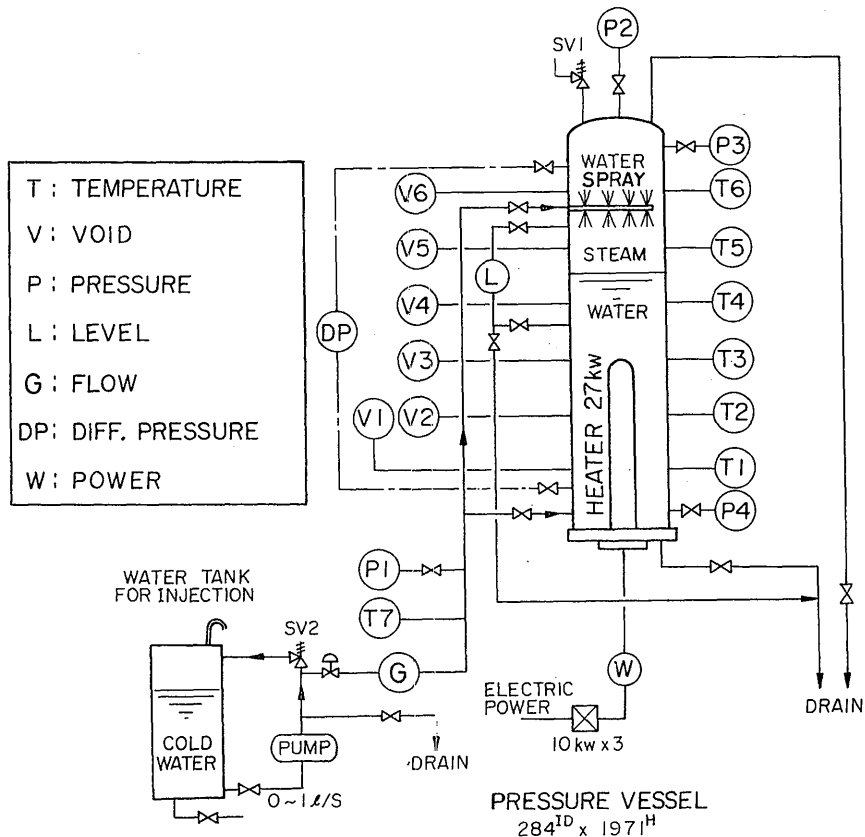 P2
SV1
P3
WATER
SPRAY
V6
T6
V5
STEAM
T5
L
V4
WATER
T4
DP
V3
T3
HEATER 27kw
V1
V2
T2
T1
P4
T : TEMPERATURE
V : VOID
P : PRESSURE
L : LEVEL
G : FLOW
DP : DIFF. PRESSURE
W : POWER
P1
WATER TANK
FOR INJECTION
T7
SV2
G
W
ELECTRIC
POWER
10kw x 3
DRAIN
COLD
WATER
PUMP
DRAIN
0~1ℓ/S
PRESSURE VESSEL
284ᴵᴰ x 1971ᴴ